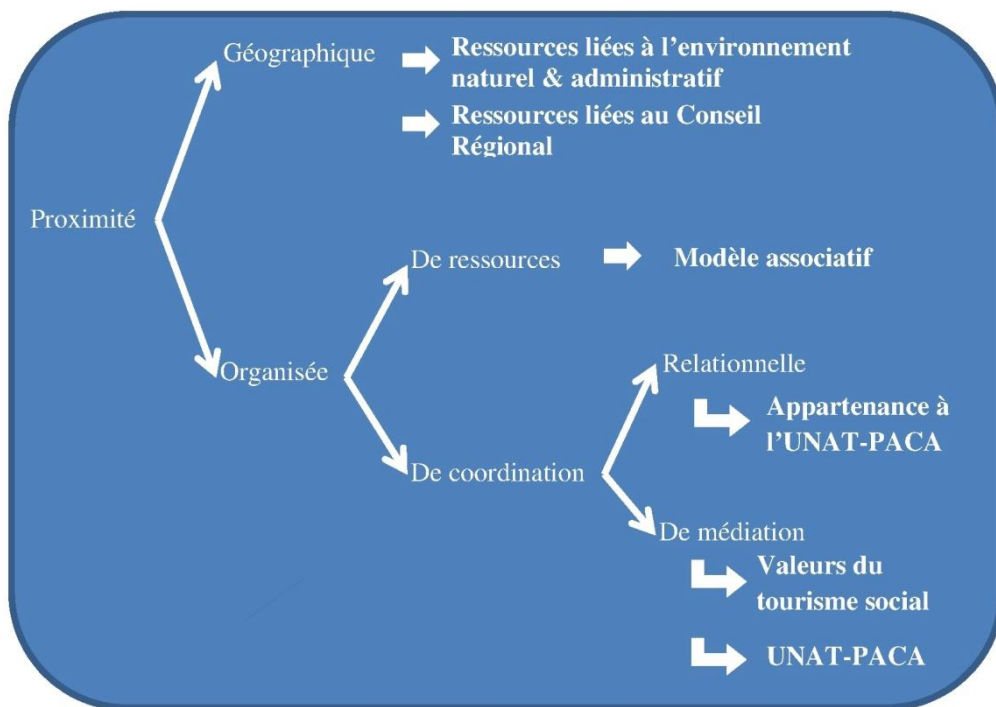 Géographique
Ressources liées à l'environnement
naturel & administratif
Ressources liées au Conseil
Régional
Proximité
De ressources
Modèle associatif
Organisée
Relationnelle
Appartenance à
l'UNAT-PACA
De coordination
De médiation
Valeurs du
tourisme social
UNAT-PACA